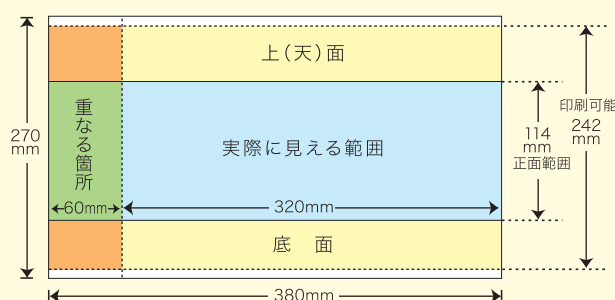 上(天)面
重なる箇所
実際に見える範囲
印刷可能
242
mm
114
mm
正面範囲
270
mm
60mm
320mm
底 面
380mm